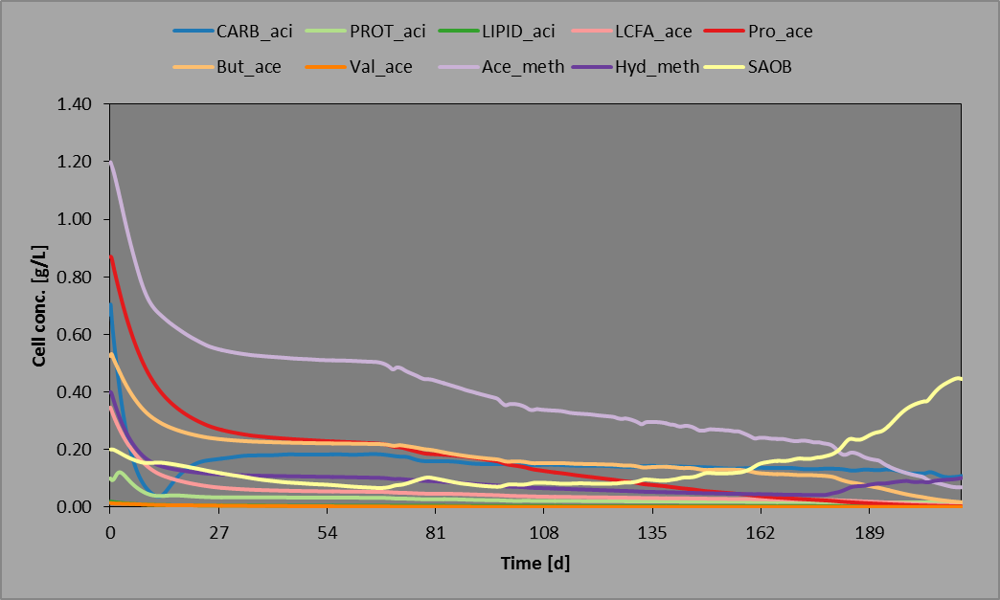 CARB_aci PROT_aci LIPID_aci LCFA_ace Pro_ace
But_ace Val_ace Ace_meth Hyd_meth SAOB
1.40
1.20
1.00
0.80
0.60
0.40
0.20
0.00
Cell conc. [g/L]
0 27 54 81 108 135 162 189
Time [d]